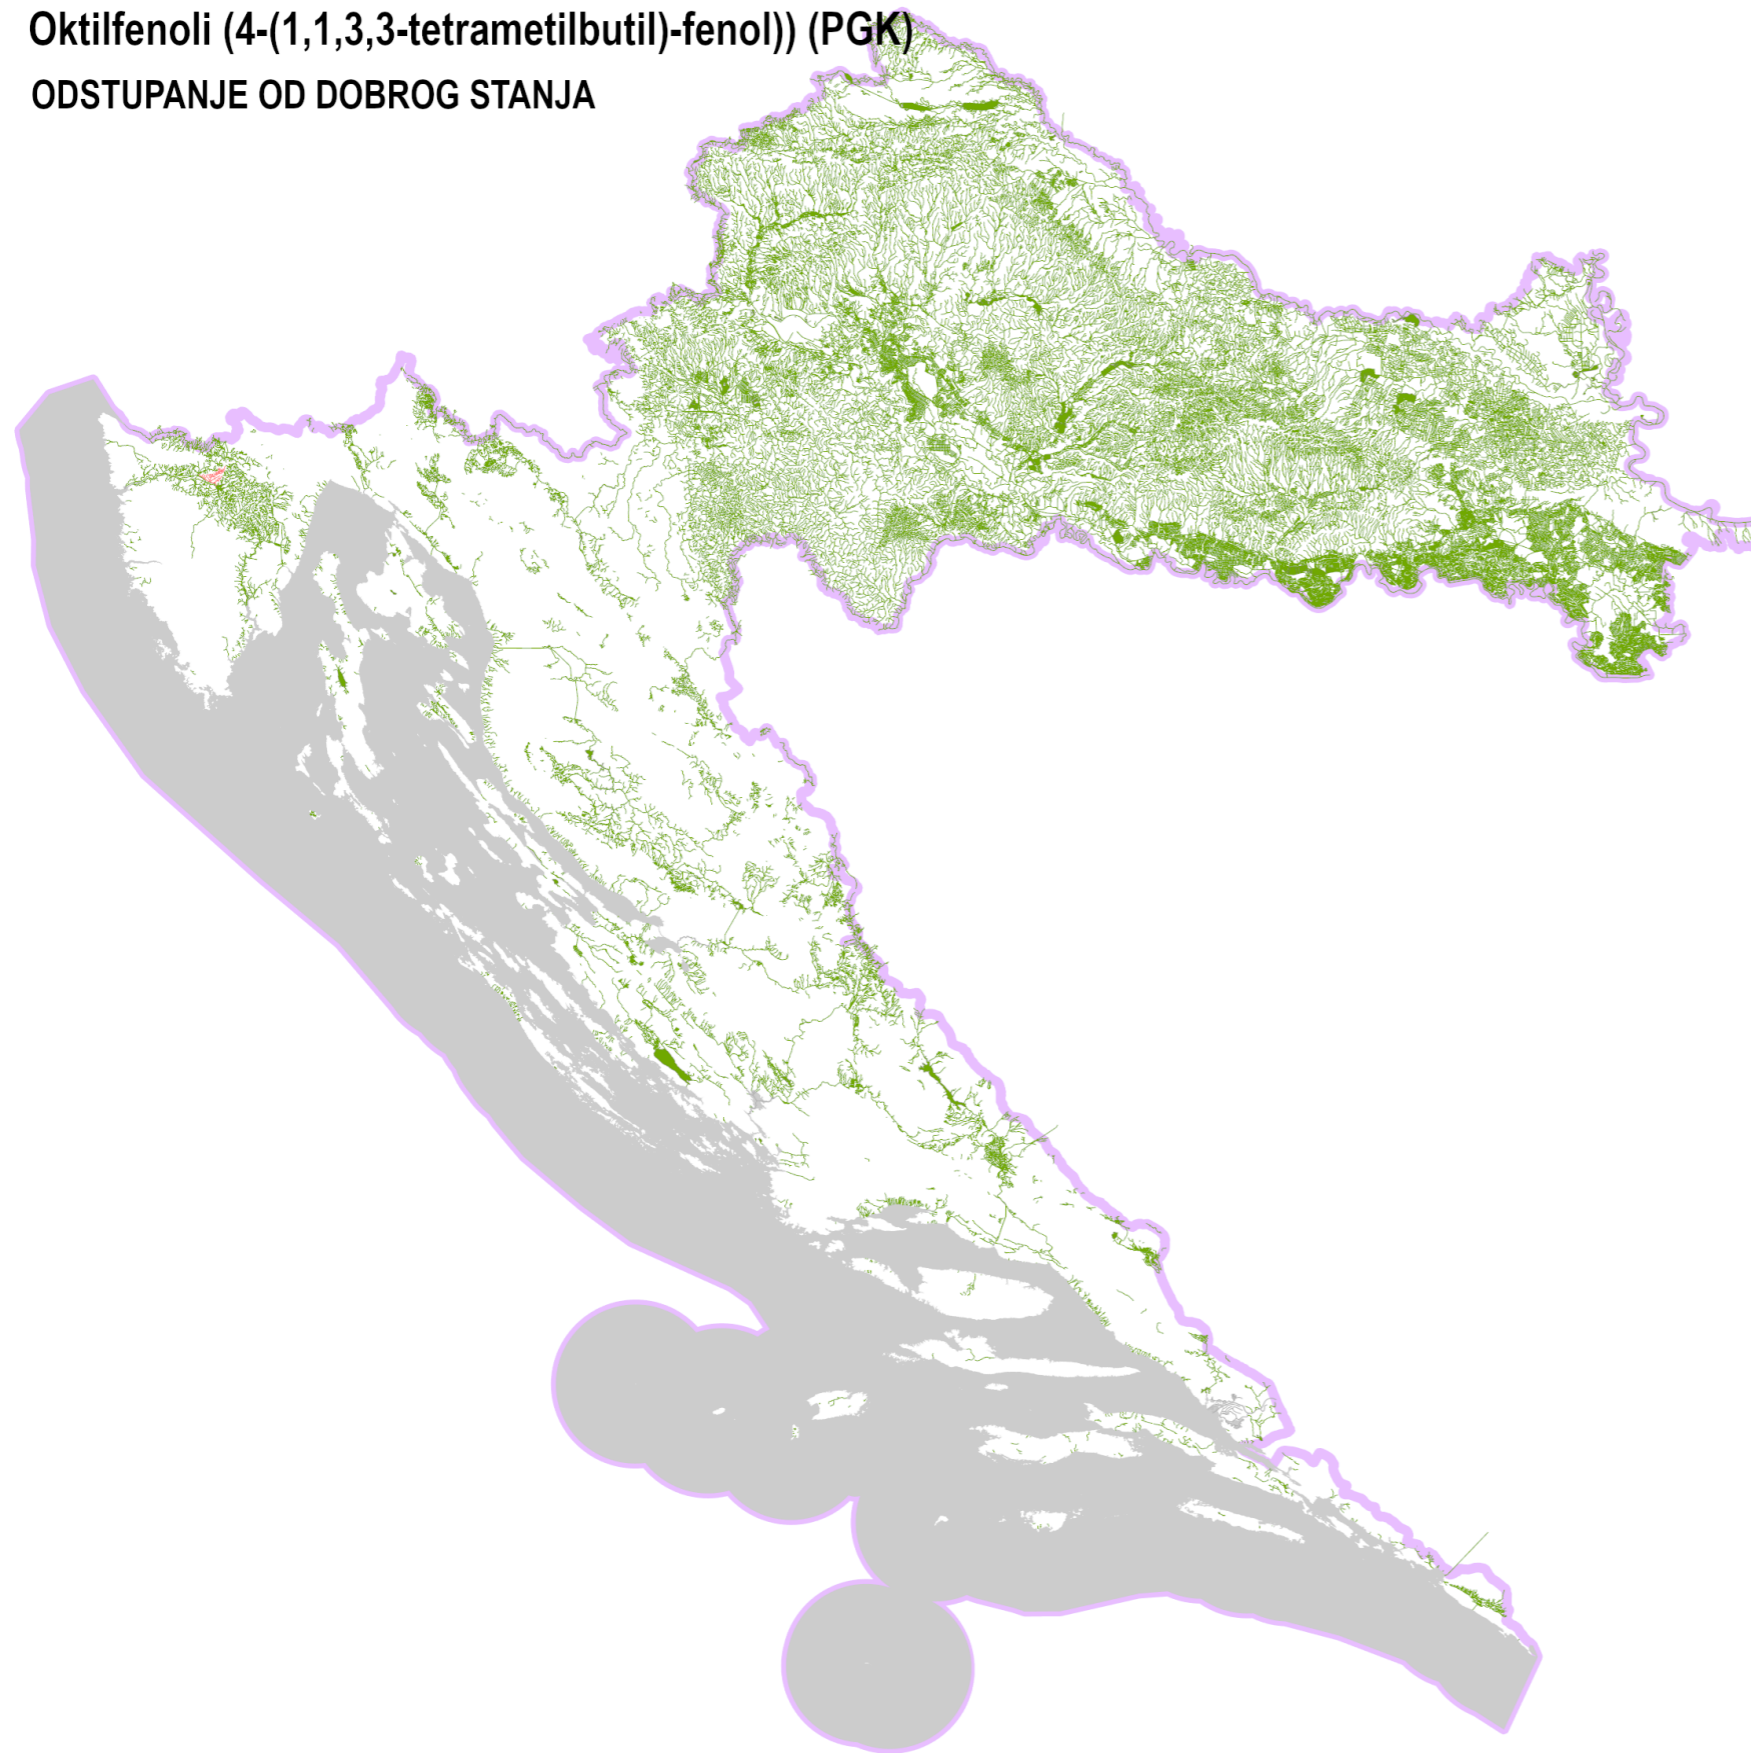 Oktilfenoli (4-(1,1,3,3-tetrametilbutil)-fenol)) (PGK)
ODSTUPANJE OD DOBROG STANJA